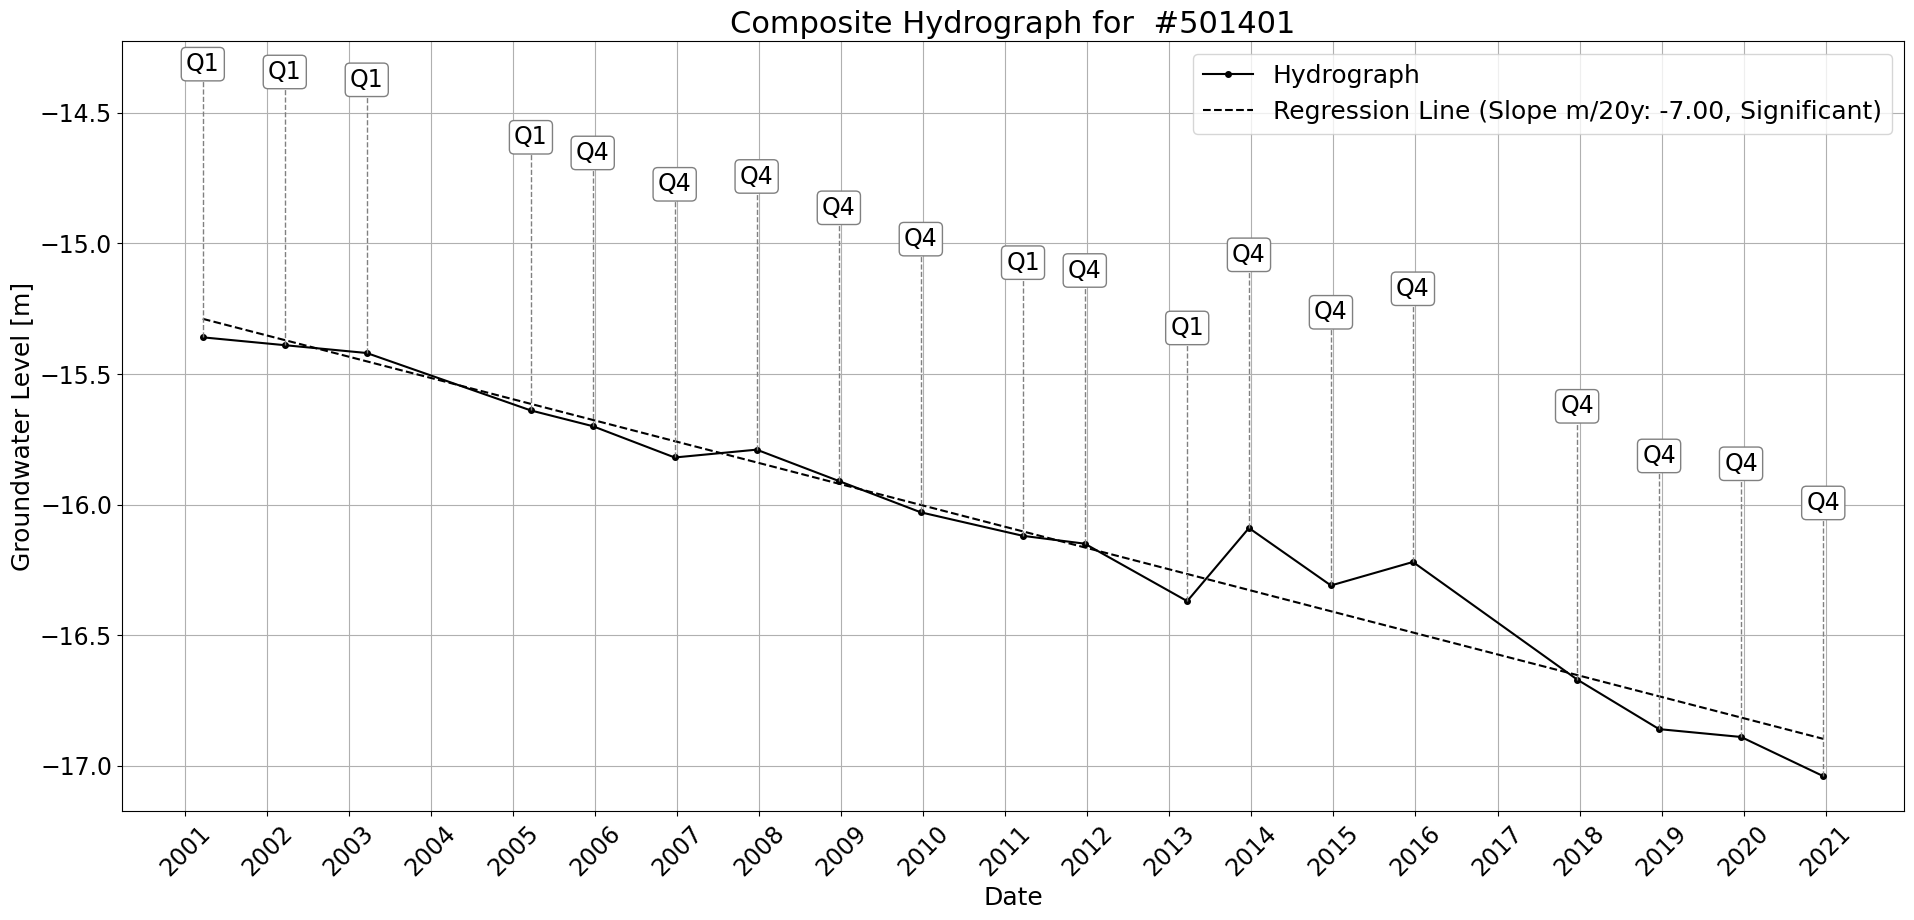 Composite Hydrograph for  #501401
Hydrograph
Regression Line (Slope m/20y: -7.00, Significant)
Q1
Q1
Q1
Q1
Q4
Q4
Q4
Q4
Q4
Q1
Q4
Q1
Q4
Q4
Q4
Q4
Q4
Q4
Q4
Groundwater Level [m]
−14.5
−15.0
−15.5
−16.0
−16.5
−17.0
2001
2002
2003
2004
2005
2006
2007
2008
2009
2010
2011
2012
2013
2014
2015
2016
2017
2018
2019
2020
2021
Date